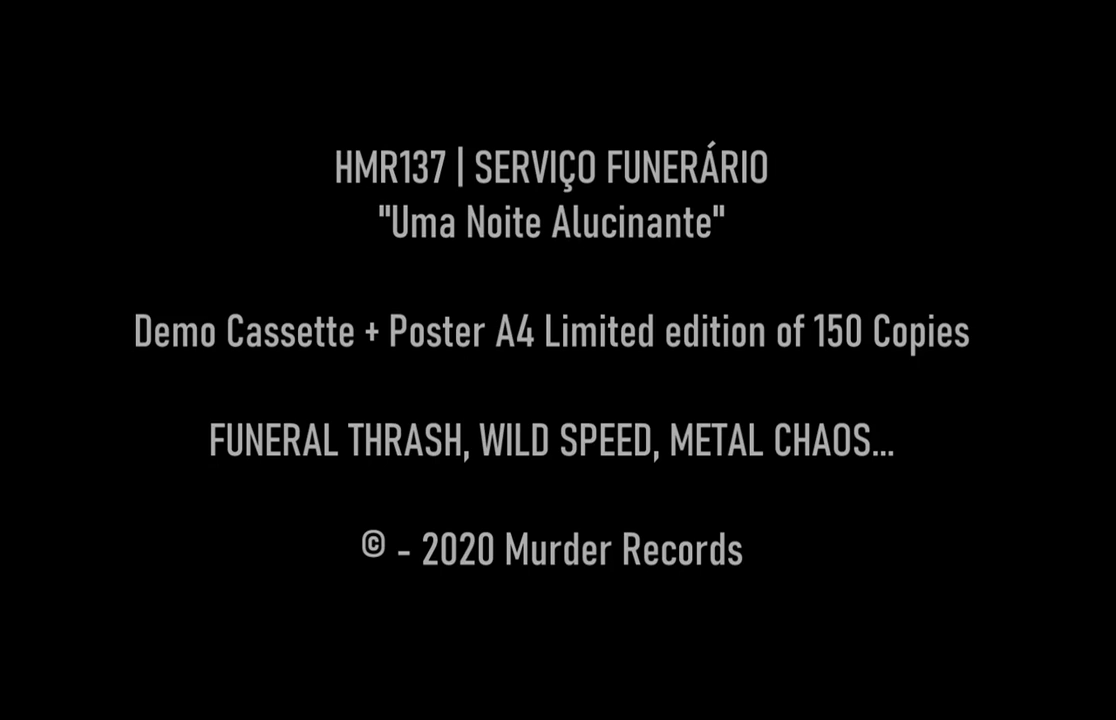 HMR137 | SERVIÇO FUNERÁRIO
"Uma Noite Alucinante"
Demo Cassette + Poster A4 Limited edition of 150 Copies
FUNERAL THRASH, WILD SPEED, METAL CHAOS...
© - 2020 Murder Records